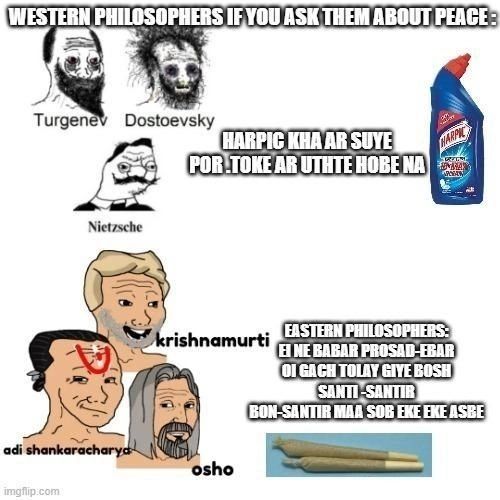 WESTERN PHILOSOPHERS IF YOU ASK THEM ABOUT PEACE :
Turgenev Dostoevsky
HARPIC
HARPIC KHA AR SUYE
POR .TOKE AR UTHTE HOBE NA
Nietzsche
krishnamurti
EASTERN PHILOSOPHERS:
EI NE BABAR PROSAD-EBAR
OI GACH TOLAY GIYE BOSH
SANTI -SANTIR
BON-SANTIR MAA SOB EKE EKE ASBE
adi shankaracharya
osho
imgflip.com